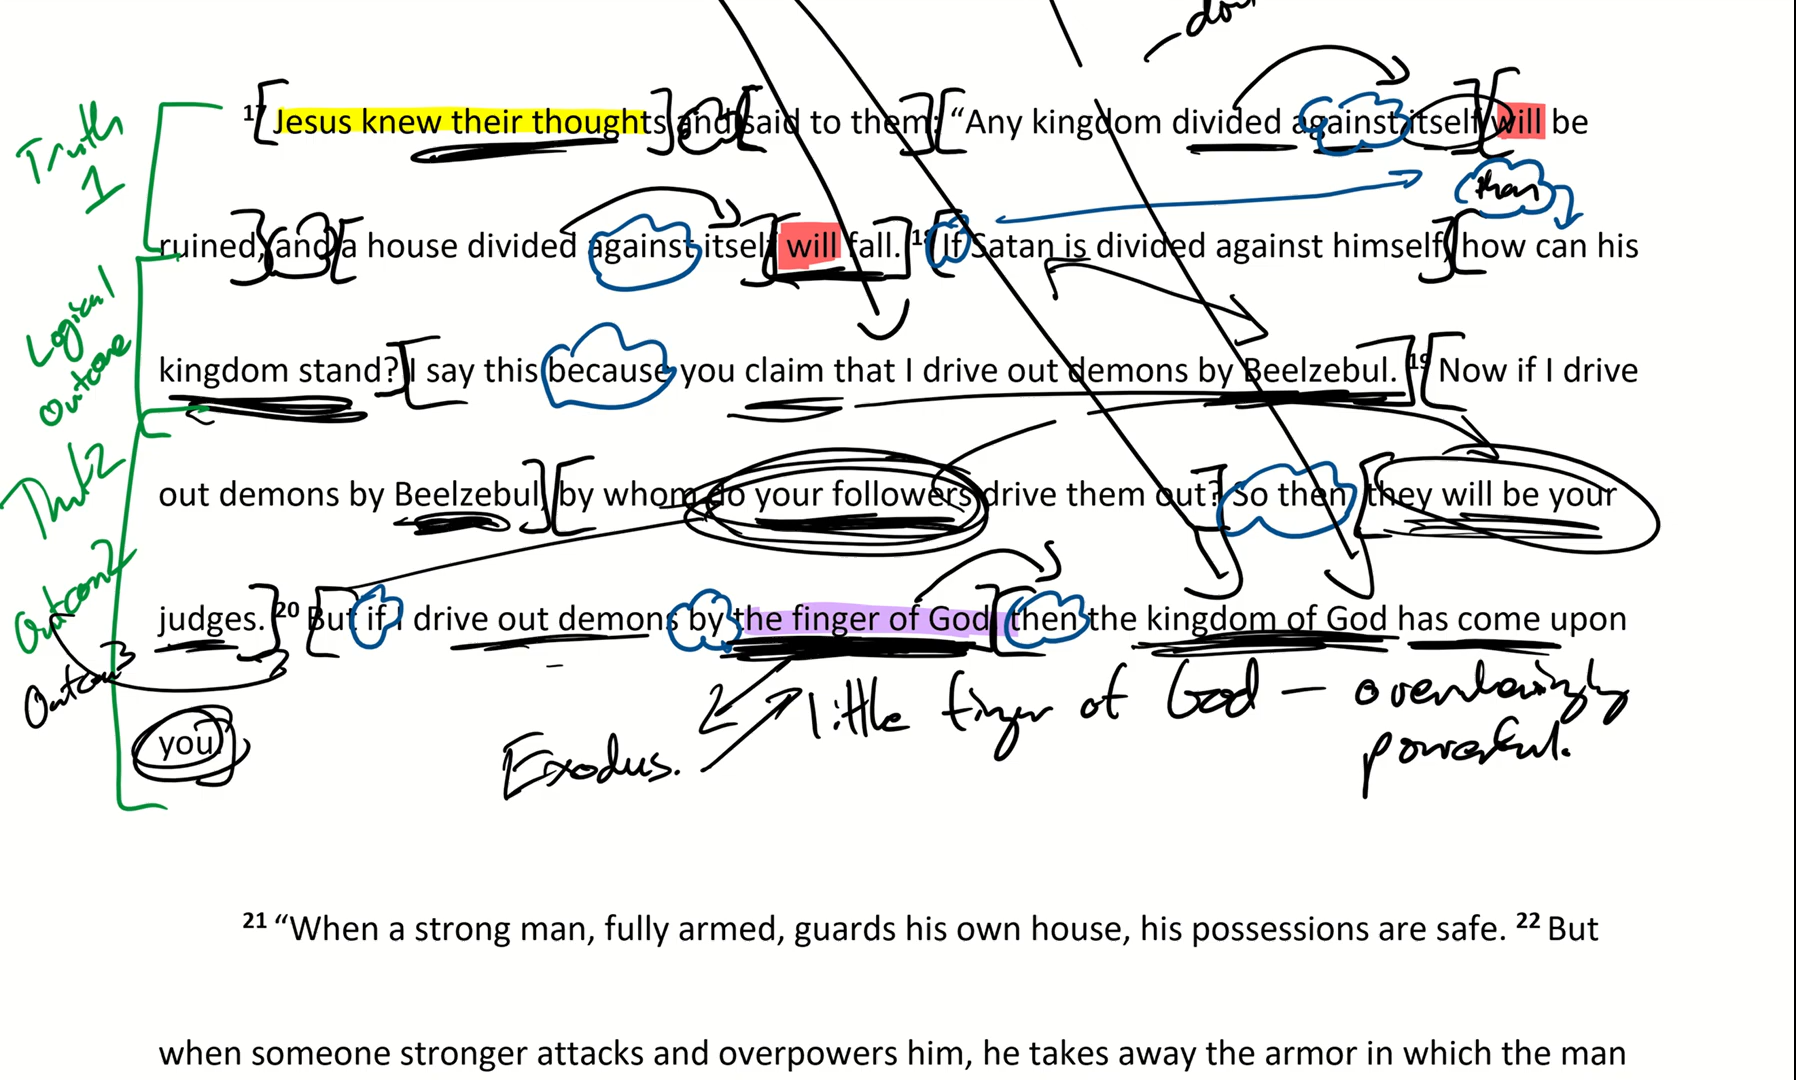 dow
17 Jesus knew their thoughts and said to them: “Any kingdom divided against itself will be
Truth 1
than
ruined, and a house divided against itself will fall. 18 If Satan is divided against himself, how can his
Logical Outcome
kingdom stand? I say this because you claim that I drive out demons by Beelzebul. 19 Now if I drive
out demons by Beelzebul, by whom do your followers drive them out? So then, they will be your
Outcom2
judges. 20 But if I drive out demons by the finger of God, then the kingdom of God has come upon
Outcom3
little finger of God — overwhelmingly
you.
Exodus.
powerful.
21 “When a strong man, fully armed, guards his own house, his possessions are safe. 22 But
when someone stronger attacks and overpowers him, he takes away the armor in which the man